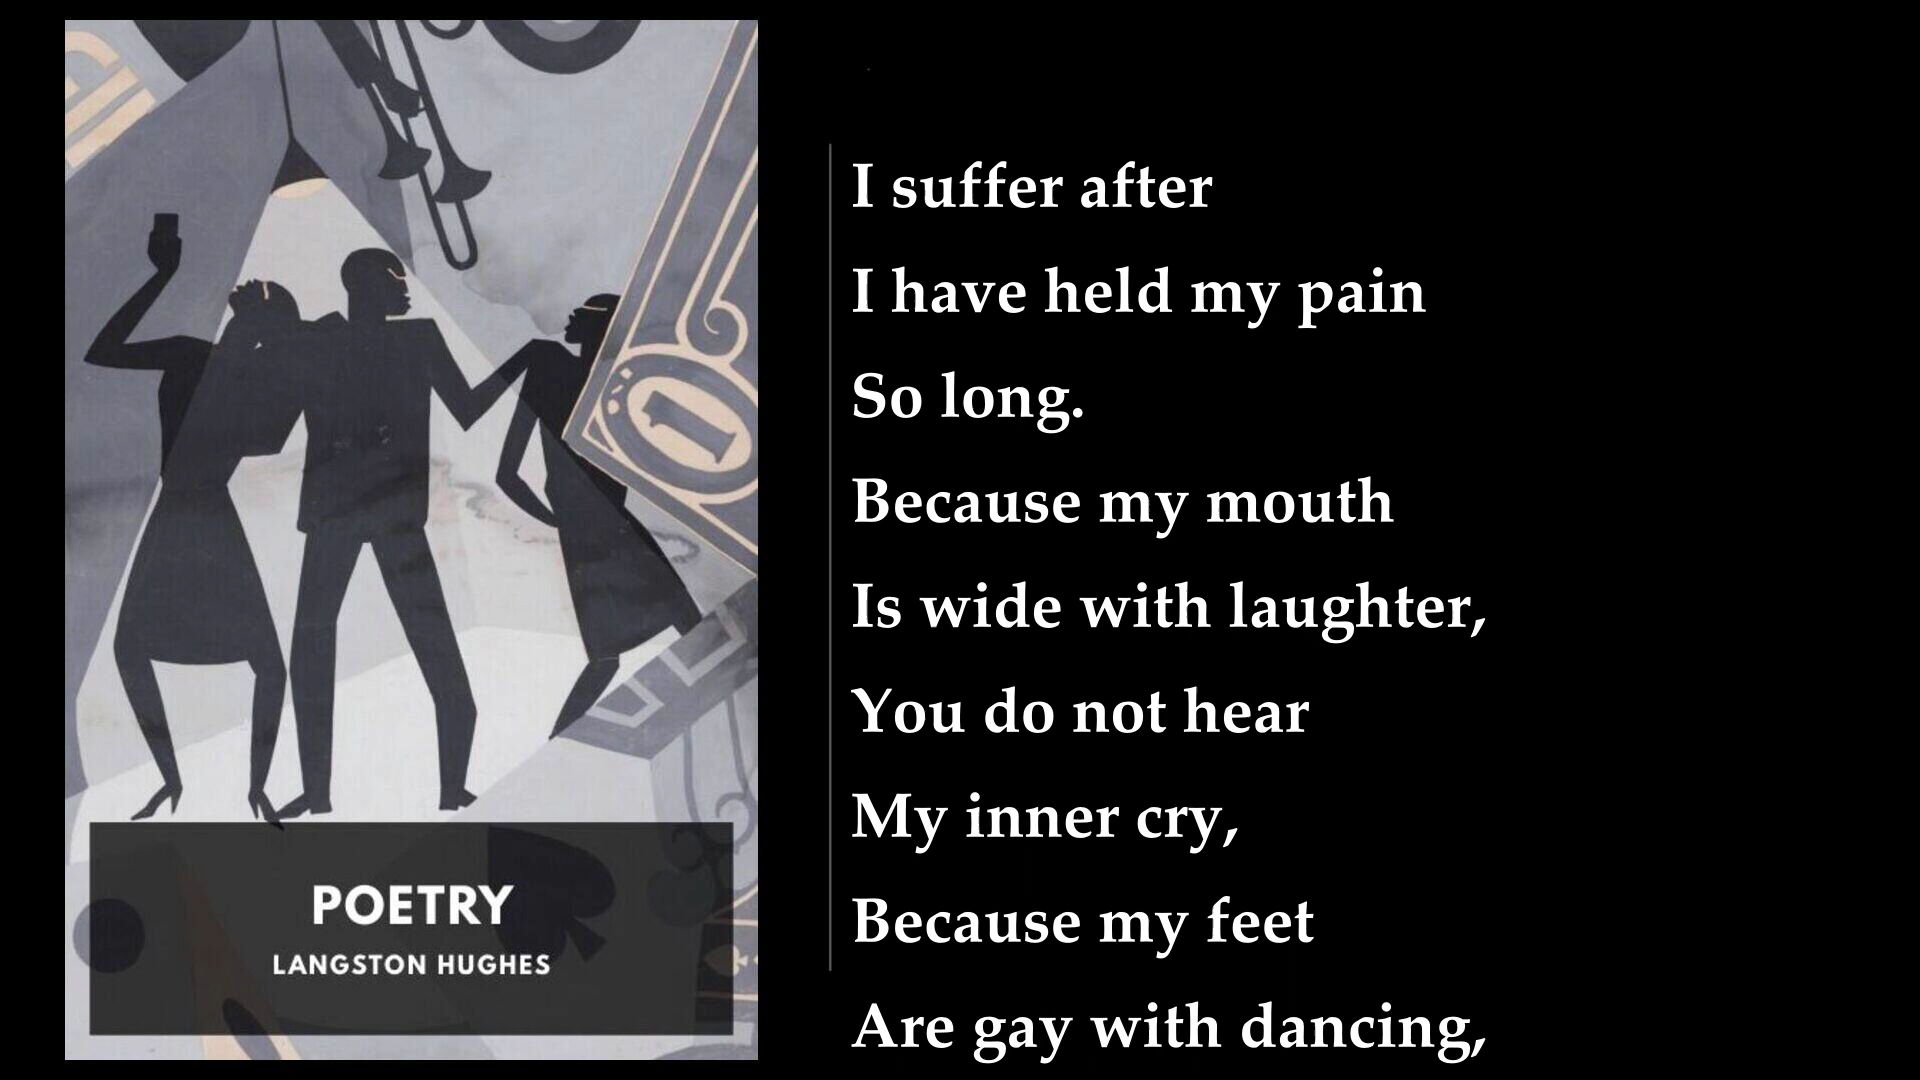 I suffer after
I have held my pain
So long.
Because my mouth
Is wide with laughter,
You do not hear
My inner cry,
Because my feet
Are gay with dancing,
POETRY
LANGSTON HUGHES